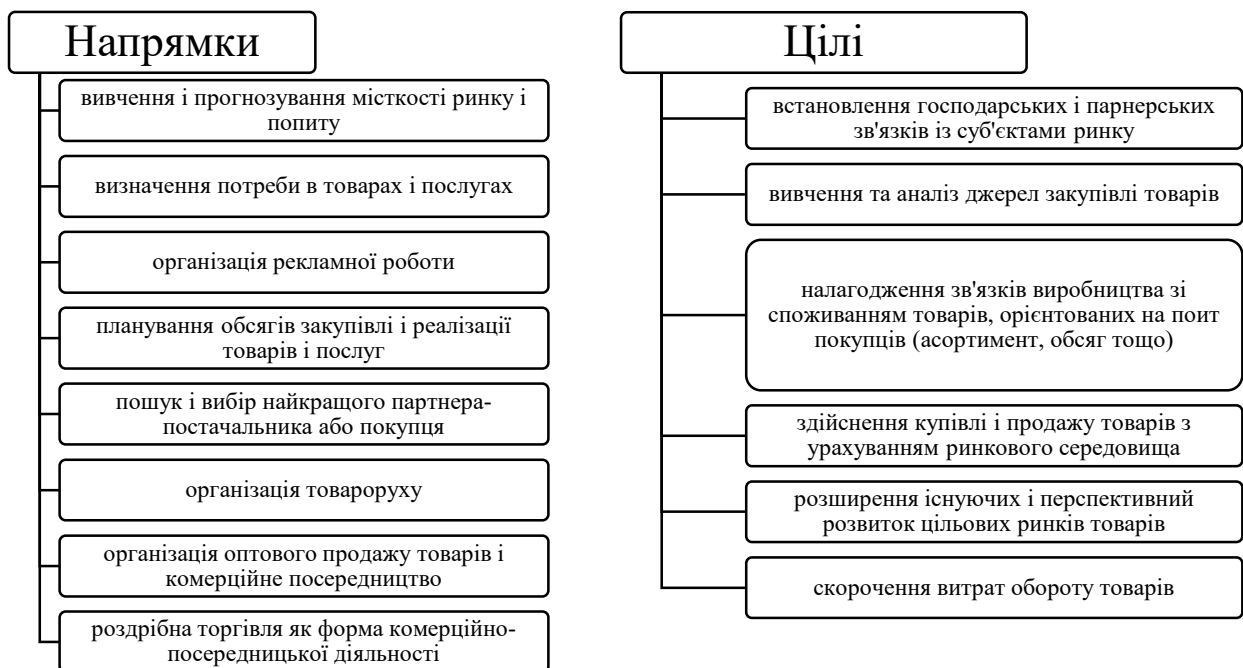 Напрямки
вивчення і прогнозування місткості ринку і
попиту
визначення потреби в товарах і послугах
організація рекламної роботи
планування обсягів закупівлі і реалізації
товарів і послуг
пошук і вибір найкращого партнера-
постачальника або покупця
організація товароруху
організація оптового продажу товарів і
комерційне посередництво
роздрібна торгівля як форма комерційно-
посередницької діяльності
Цілі
встановлення господарських і парнерських
зв'язків із суб'єктами ринку
вивчення та аналіз джерел закупівлі товарів
налагодження зв'язків виробництва зі
споживанням товарів, орієнтованих на поит
покупців (асортимент, обсяг тощо)
здійснення купівлі і продажу товарів з
урахуванням ринкового середовища
розширення існуючих і перспективний
розвиток цільових ринків товарів
скорочення витрат обороту товарів